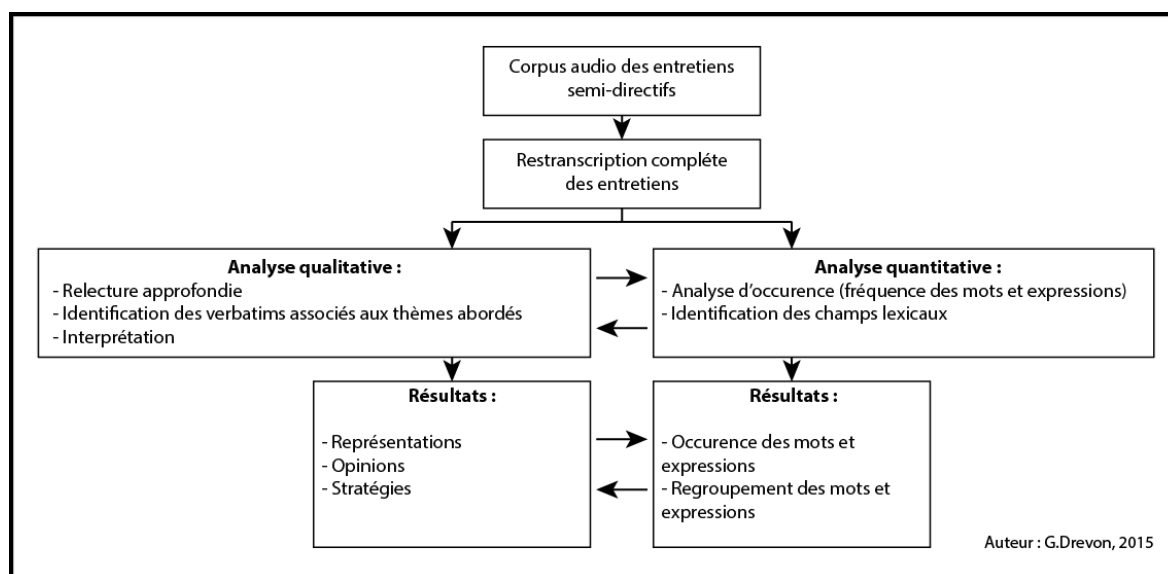 Corpus audio des entretiens
semi-directifs
Restranscription compléte
des entretiens
Analyse qualitative :
- Relecture approfondie
- Identification des verbatims associés aux thèmes abordés
- Interprétation
Analyse quantitative :
- Analyse d'occurence (fréquence des mots et expressions)
- Identification des champs lexicaux
Résultats :
- Représentations
- Opinions
- Stratégies
Résultats :
- Occurence des mots et
expressions
- Regroupement des mots et
expressions
Auteur : G.Drevon, 2015